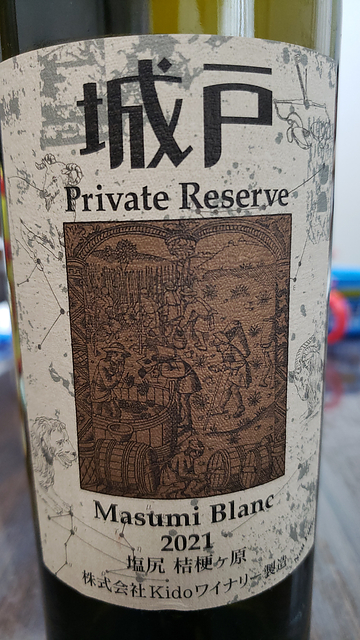 城戸
Private Reserve
Masumi Blanc
2021
塩尻 桔梗ヶ原
株式会社Kidoワイナリー製造